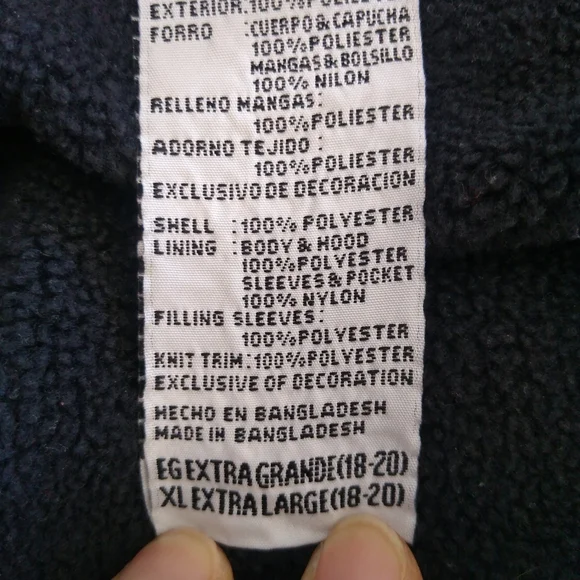 EXTERIOR:100% POLIESTER
FORRO :CUERPO & CAPUCHA
100%POLIESTER
MANGAS & BOLSILLO
100% NILON
RELLENO MANGAS:
100%POLIESTER
ADORNO TEJIDO :
100%POLIESTER
EXCLUSIVO DE DECORACION
SHELL :100% POLYESTER
LINING :BODY & HOOD
100%POLYESTER
SLEEVES & POCKET
100% NYLON
FILLING SLEEVES:
100%POLYESTER
KNIT TRIM:100%POLYESTER
EXCLUSIVE OF DECORATION
HECHO EN BANGLADESH
MADE IN BANGLADESH
EG EXTRA GRANDE(18-20)
XL EXTRA LARGE(18-20)